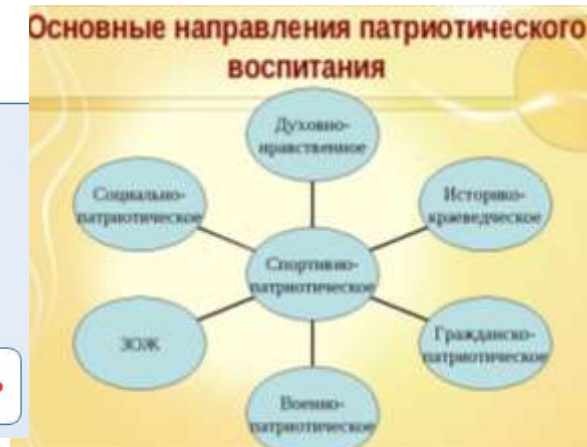 Основные направления патриотического
воспитания
Духовно-
нравственное
Социально-
патриотическое
Историко-
краеведческое
Спортивно-
патриотическое
ЗОЖ
Гражданско-
патриотическое
Военно-
патриотическое